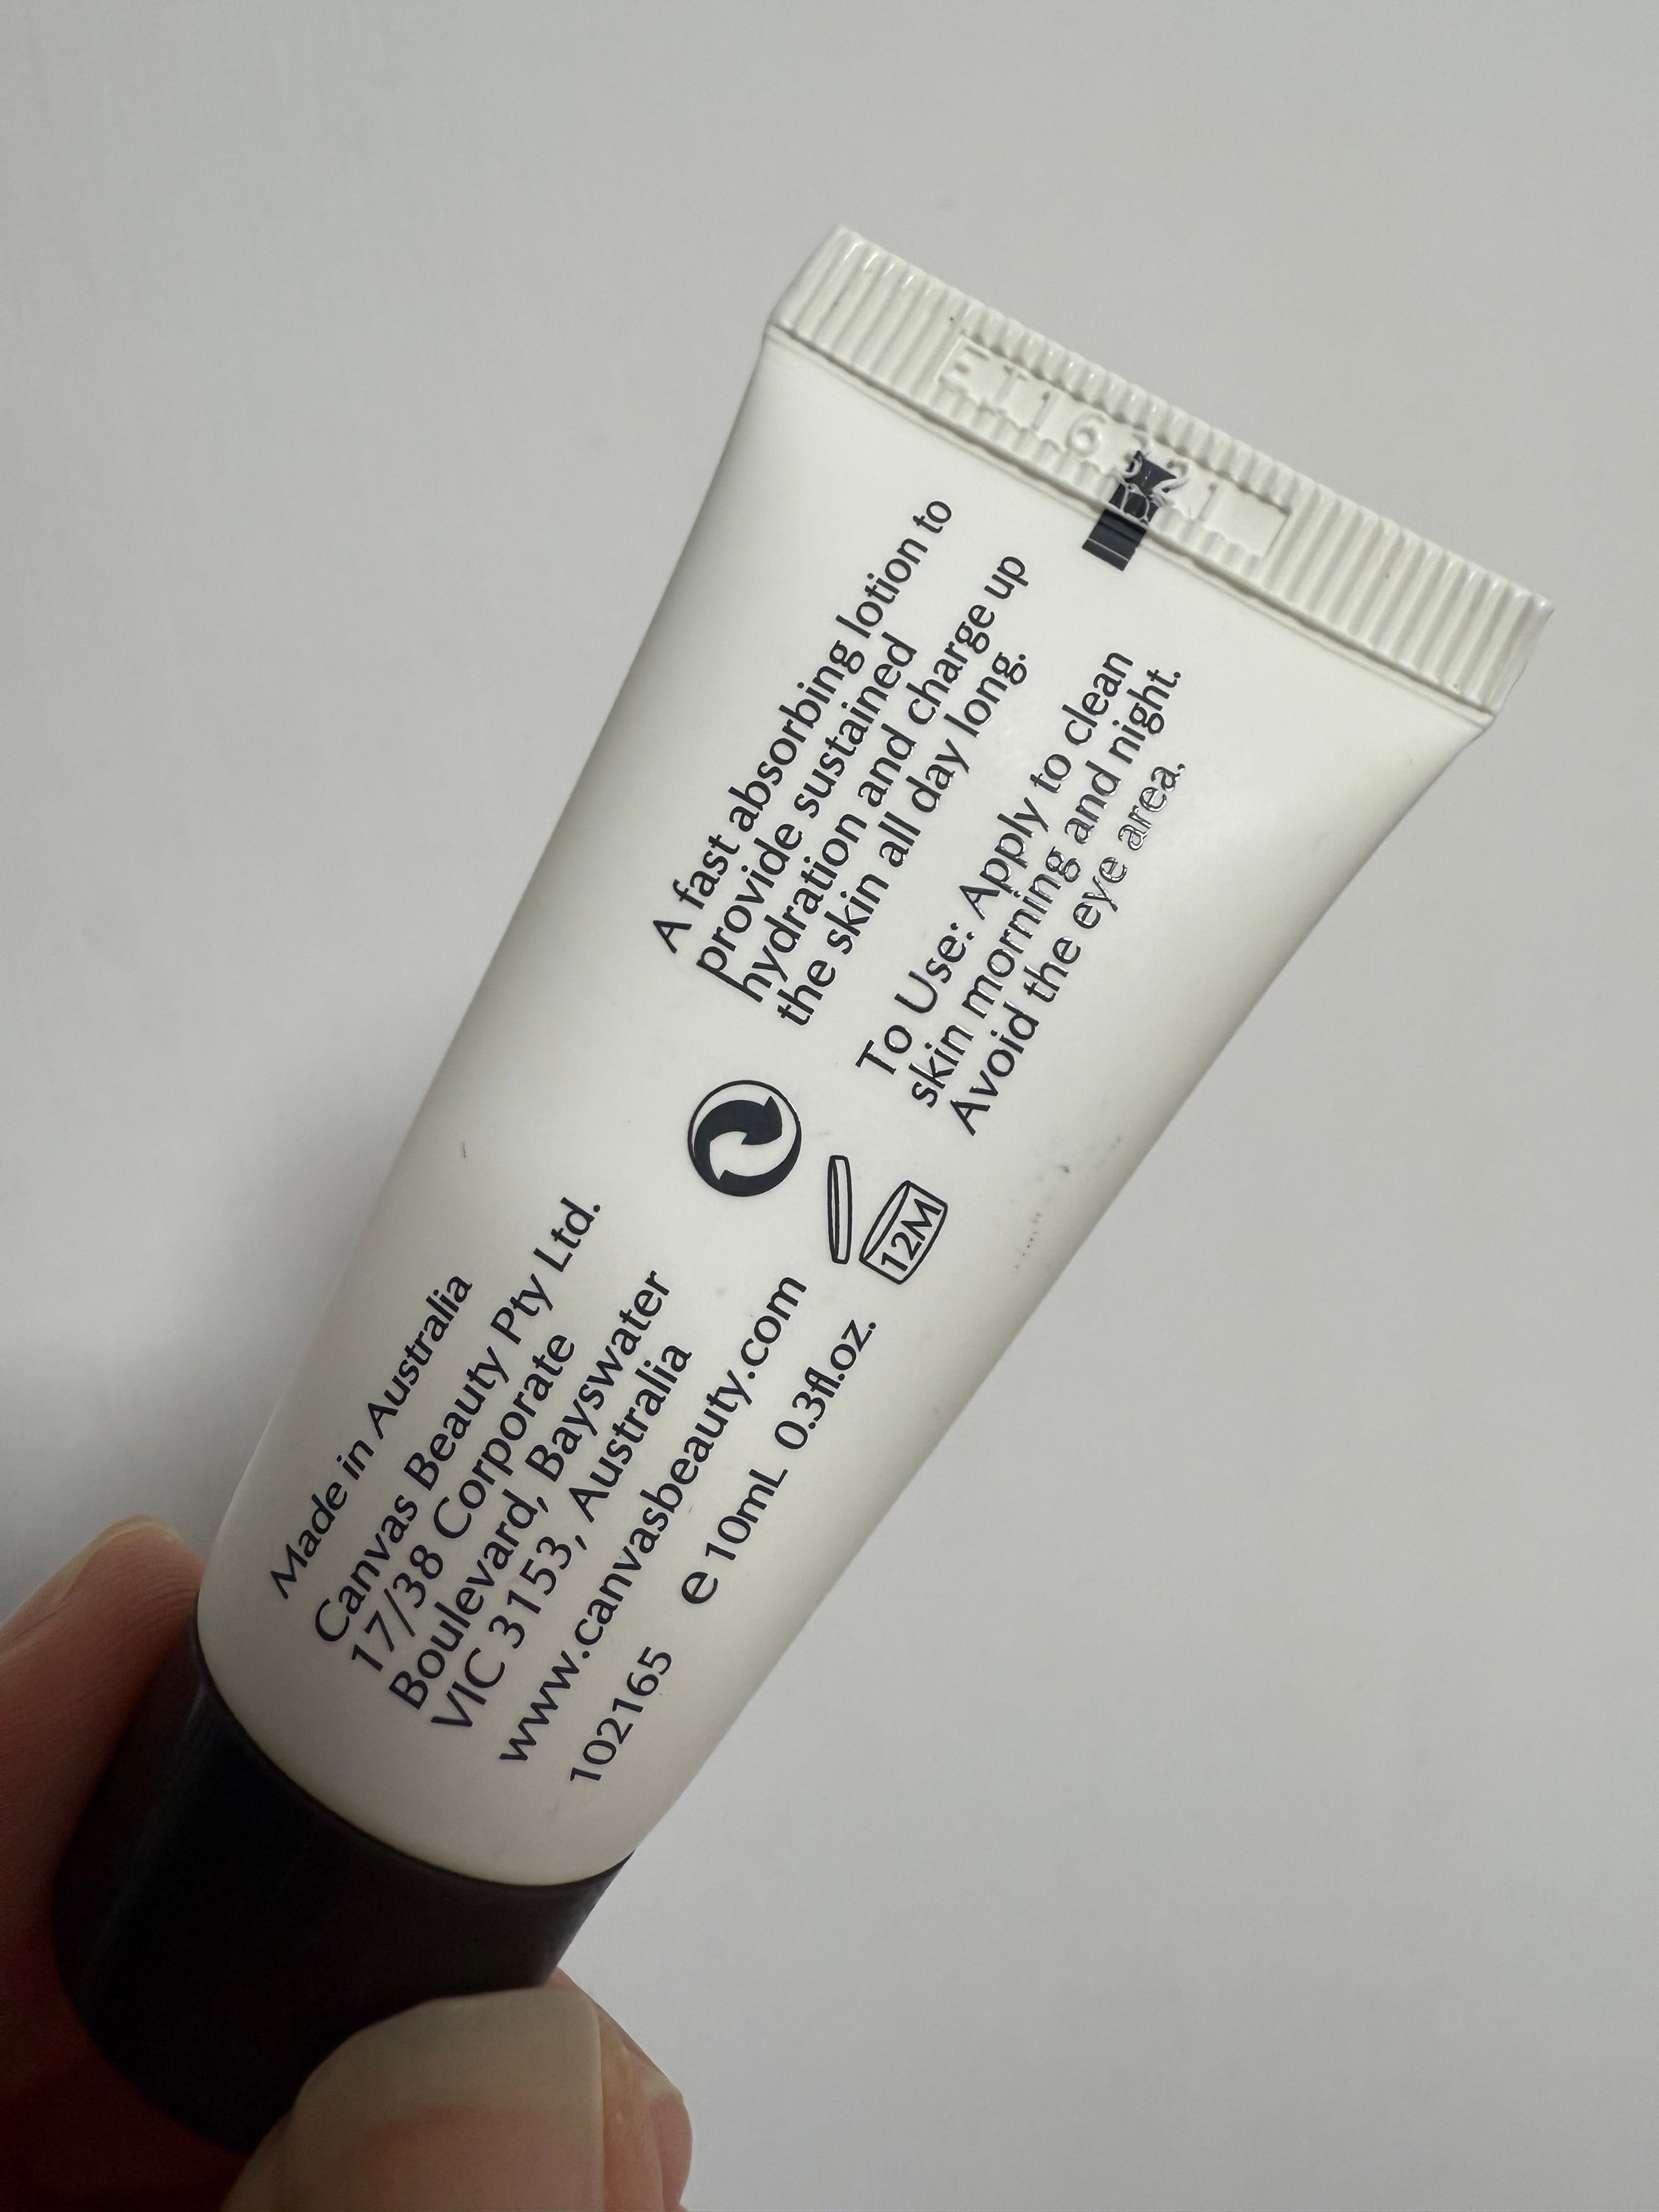 A fast absorbing lotion to
provide sustained
hydration and charge up
the skin all day long.
To Use: Apply to clean
skin morning and night.
Avoid the eye area.
12M
Made in Australia
Canvas Beauty Pty Ltd.
17/38 Corporate
Boulevard, Bayswater
VIC 3153, Australia
www.canvasbeauty.com
102165 e 10mL 0.3fl.oz.